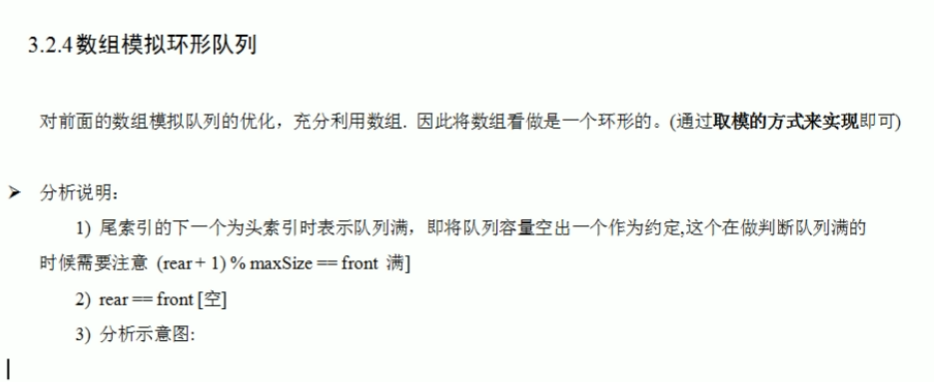 3.2.4数组模拟环形队列
对前面的数组模拟队列的优化，充分利用数组. 因此将数组看做是一个环形的。(通过取模的方式来实现即可)
➢ 分析说明：
1) 尾索引的下一个为头索引时表示队列满，即将队列容量空出一个作为约定,这个在做判断队列满的
时候需要注意 (rear + 1) % maxSize == front 满]
2) rear == front [空]
3) 分析示意图: